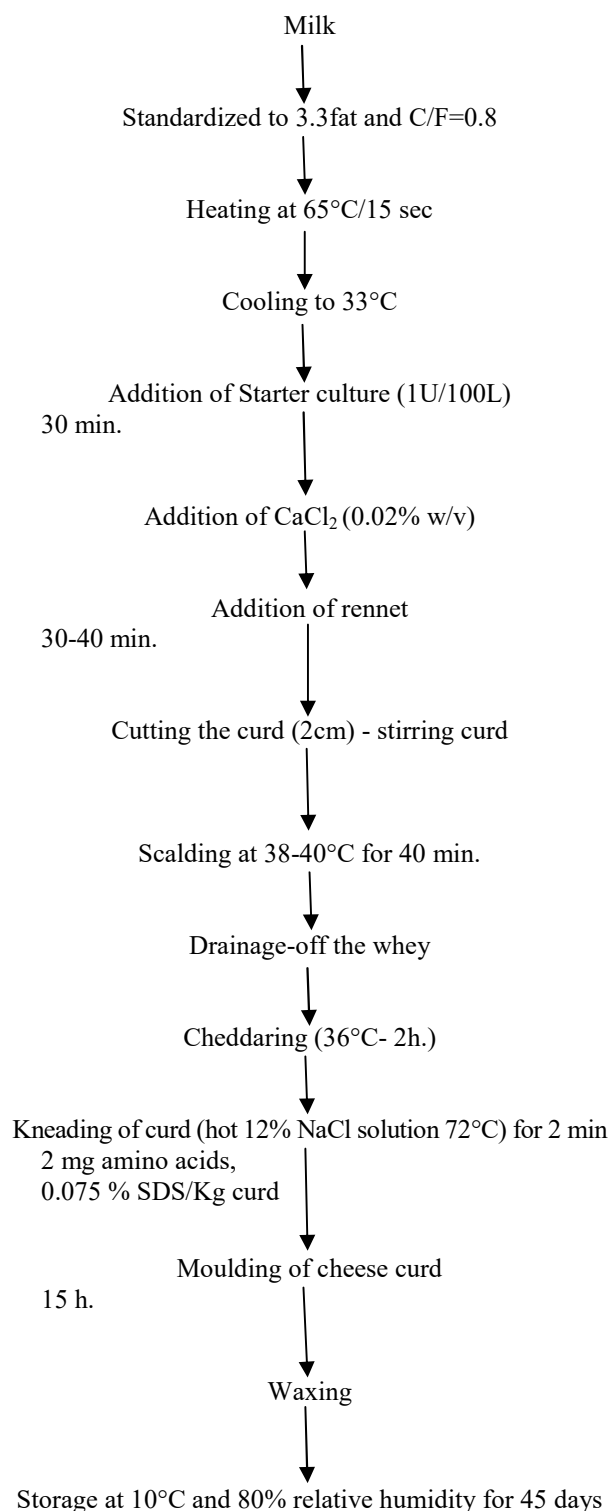 Milk
Standardized to 3.3fat and C/F=0.8
Heating at 65°C/15 sec
Cooling to 33°C
Addition of Starter culture (1U/100L)
30 min.
Addition of CaCl₂ (0.02% w/v)
Addition of rennet
30-40 min.
Cutting the curd (2cm) - stirring curd
Scalding at 38-40°C for 40 min.
Drainage-off the whey
Cheddaring (36°C- 2h.)
Kneading of curd (hot 12% NaCl solution 72°C) for 2 min
2 mg amino acids,
0.075 % SDS/Kg curd
Moulding of cheese curd
15 h.
Waxing
Storage at 10°C and 80% relative humidity for 45 days